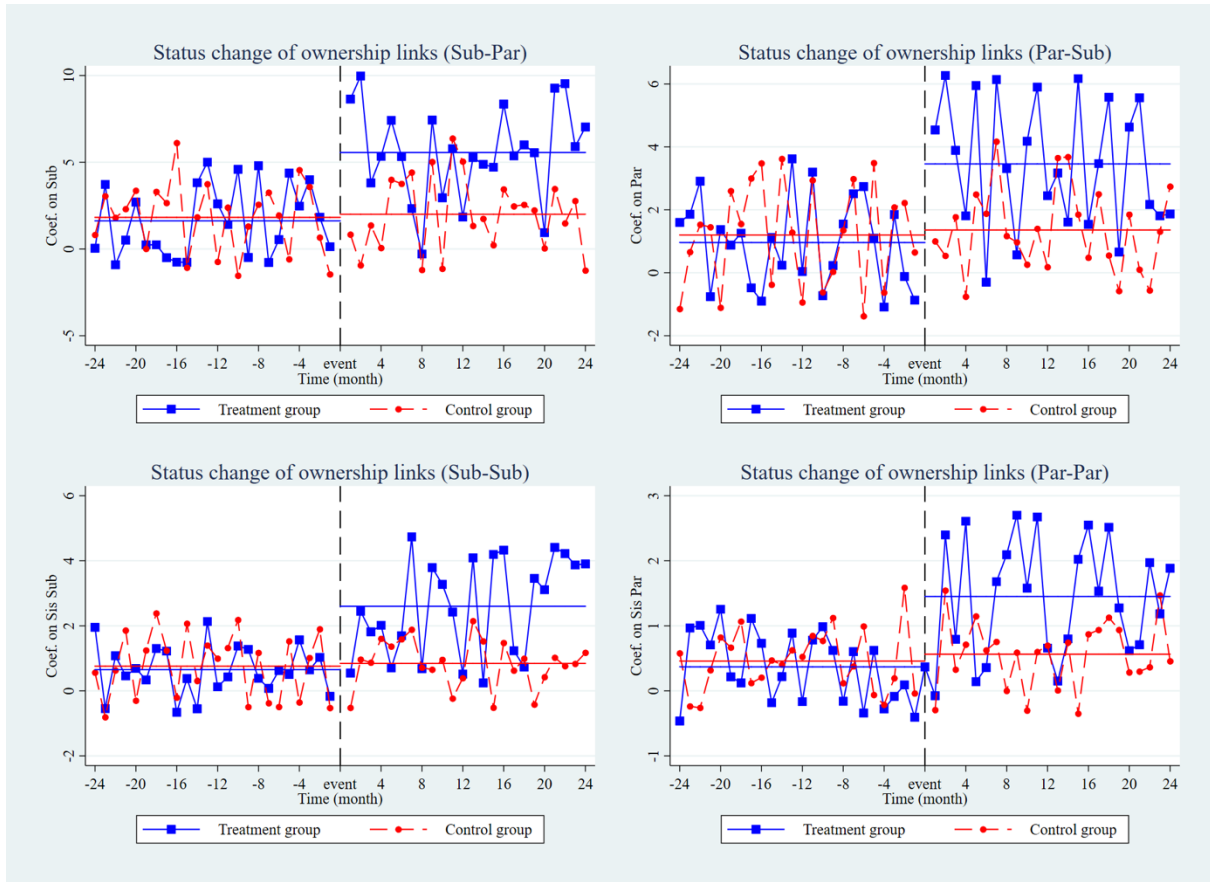 Status change of ownership links (Sub-Par)
Coef. on Sub
10
5
0
-5
-24 -20 -16 -12 -8 -4 event 4 8 12 16 20 24
Time (month)
Treatment group Control group
Status change of ownership links (Par-Sub)
Coef. on Par
6
4
2
0
-2
-24 -20 -16 -12 -8 -4 event 4 8 12 16 20 24
Time (month)
Treatment group Control group
Status change of ownership links (Sub-Sub)
Coef. on Sis Sub
6
4
2
0
-2
-24 -20 -16 -12 -8 -4 event 4 8 12 16 20 24
Time (month)
Treatment group Control group
Status change of ownership links (Par-Par)
Coef. on Sis Par
3
2
1
0
-1
-24 -20 -16 -12 -8 -4 event 4 8 12 16 20 24
Time (month)
Treatment group Control group